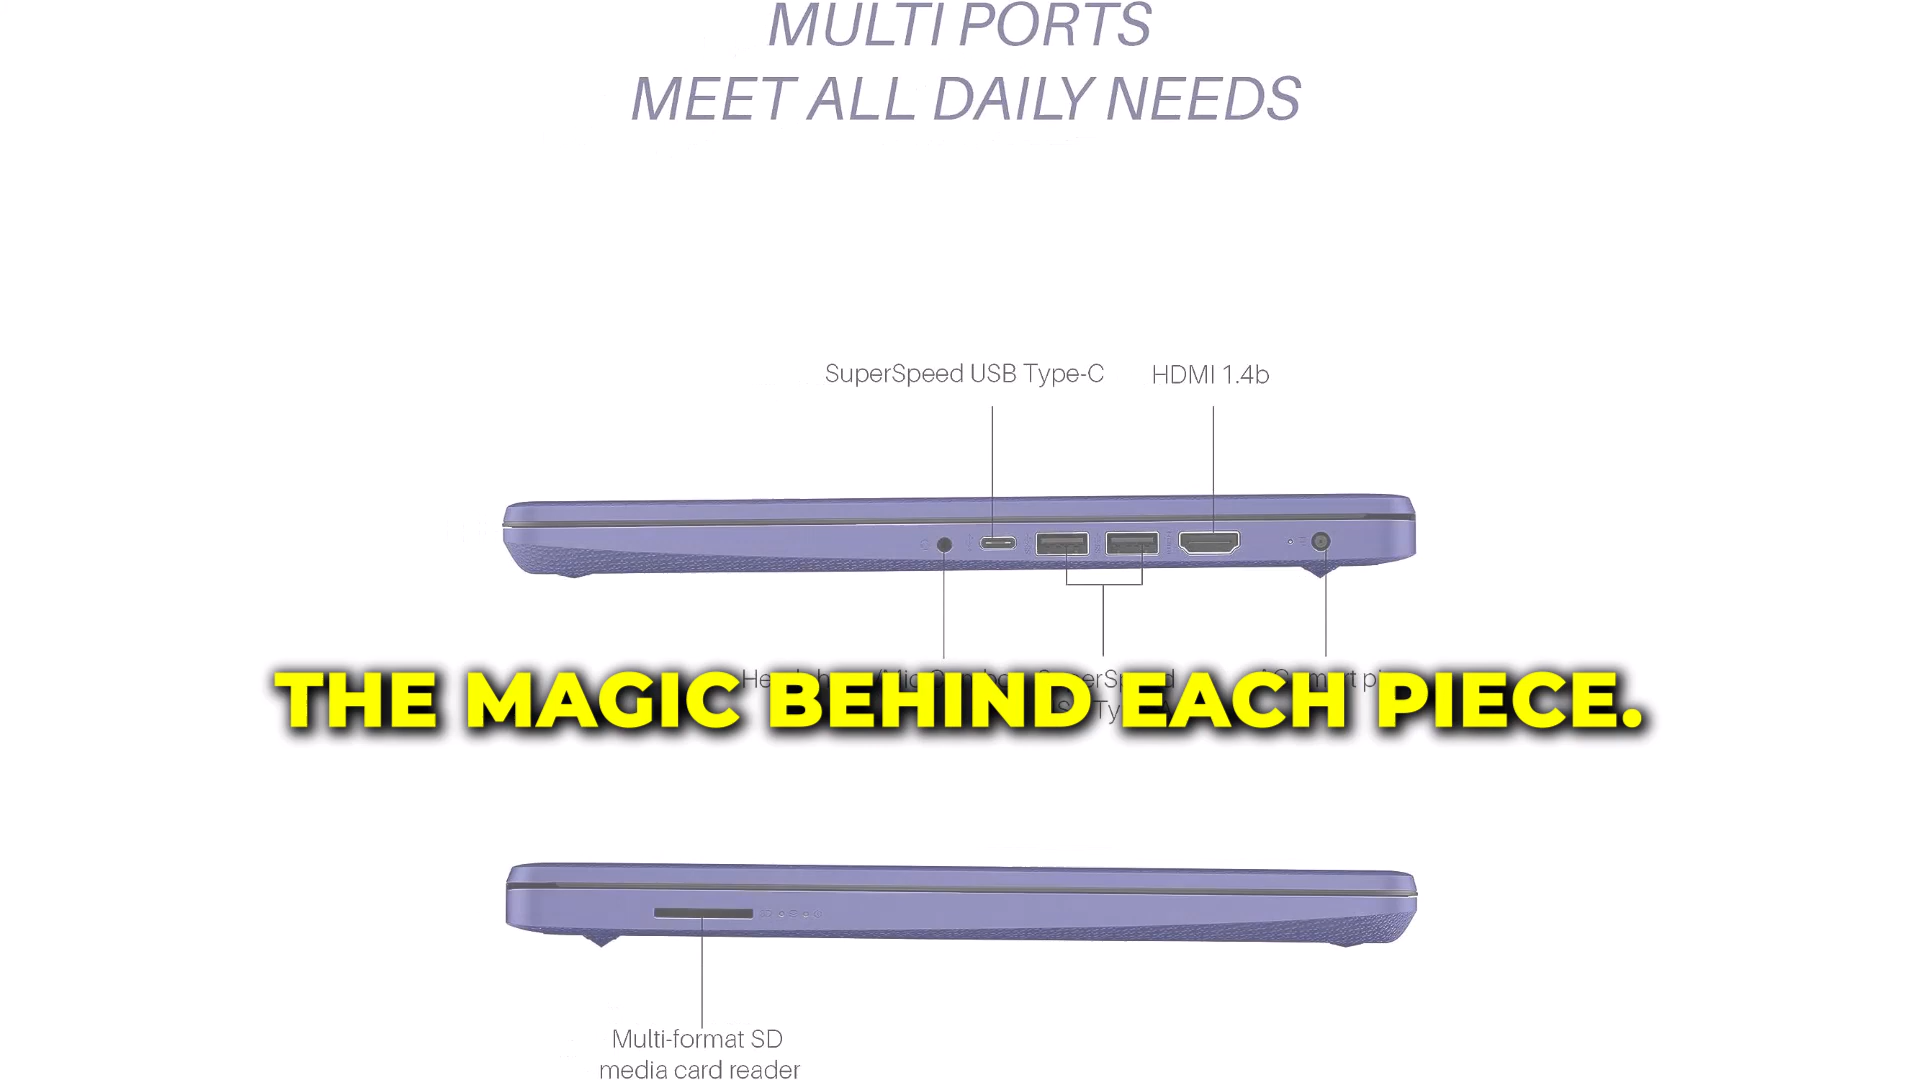 MULTI PORTS
MEET ALL DAILY NEEDS
SuperSpeed USB Type-C
HDMI 1.4b
THE MAGIC BEHIND EACH PIECE.
Multi-format SD
media card reader